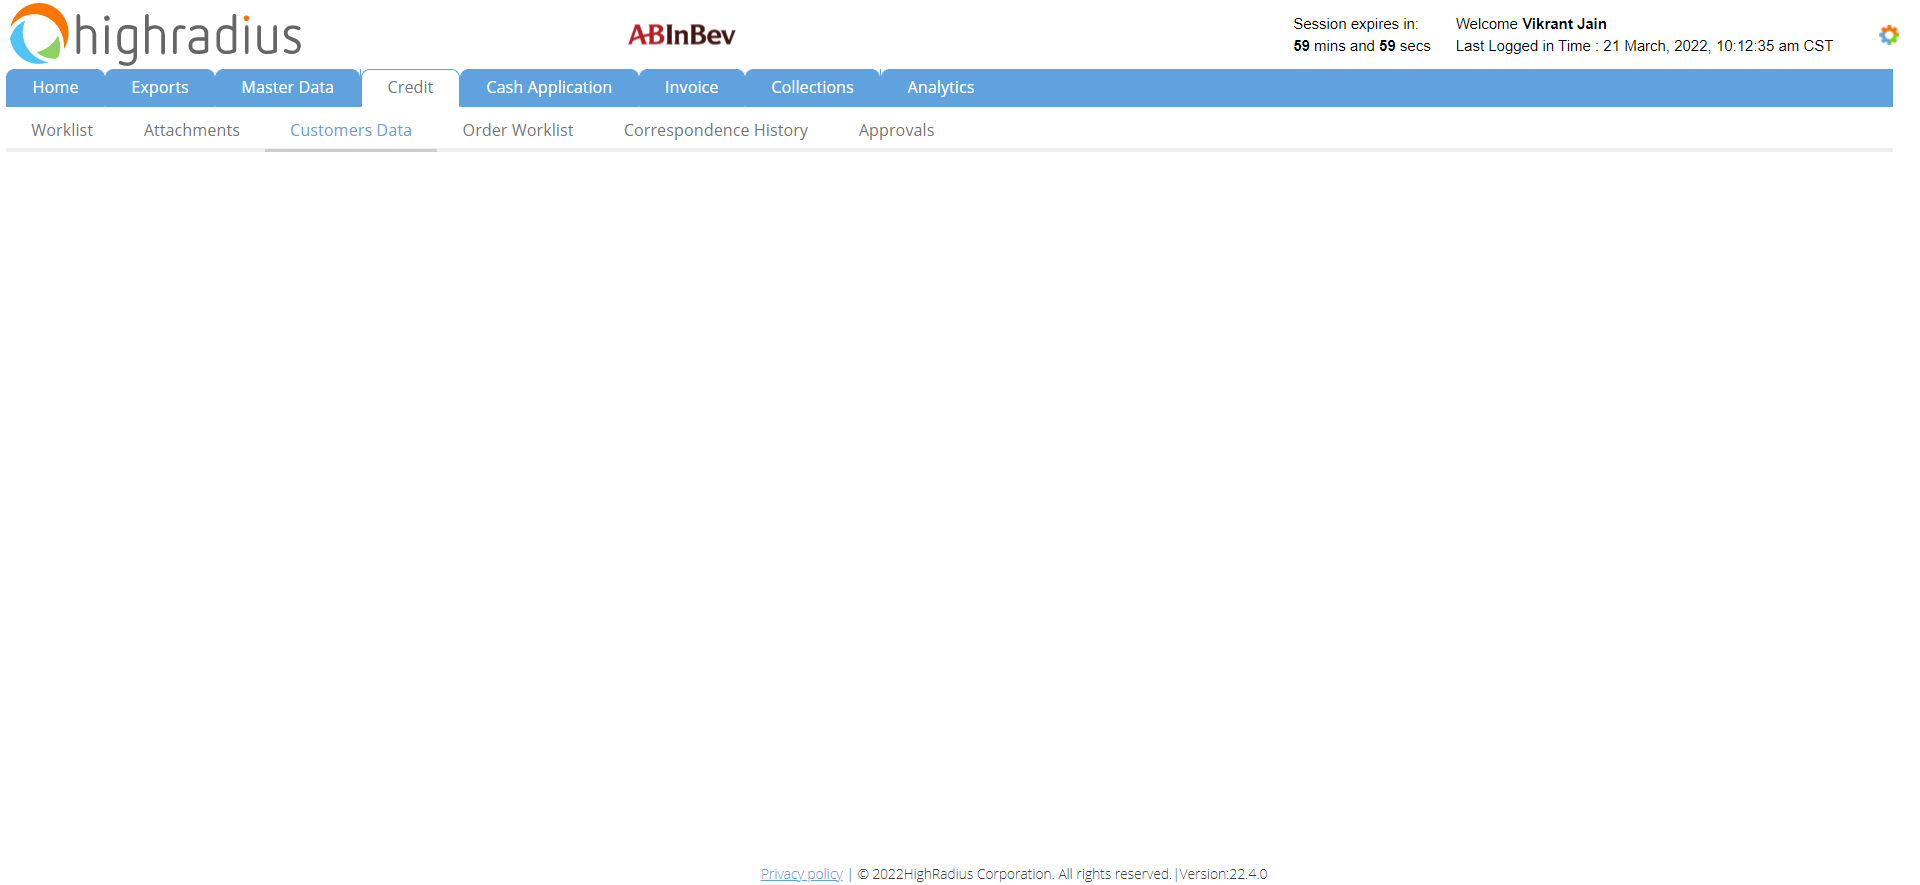 highradius
ABInBev
Session expires in:
59 mins and 59 secs
Welcome Vikrant Jain
Last Logged in Time : 21 March, 2022, 10:12:35 am CST
Home Exports Master Data Credit Cash Application Invoice Collections Analytics
Worklist Attachments Customers Data Order Worklist Correspondence History Approvals
Privacy policy | © 2022HighRadius Corporation. All rights reserved.|Version:22.4.0